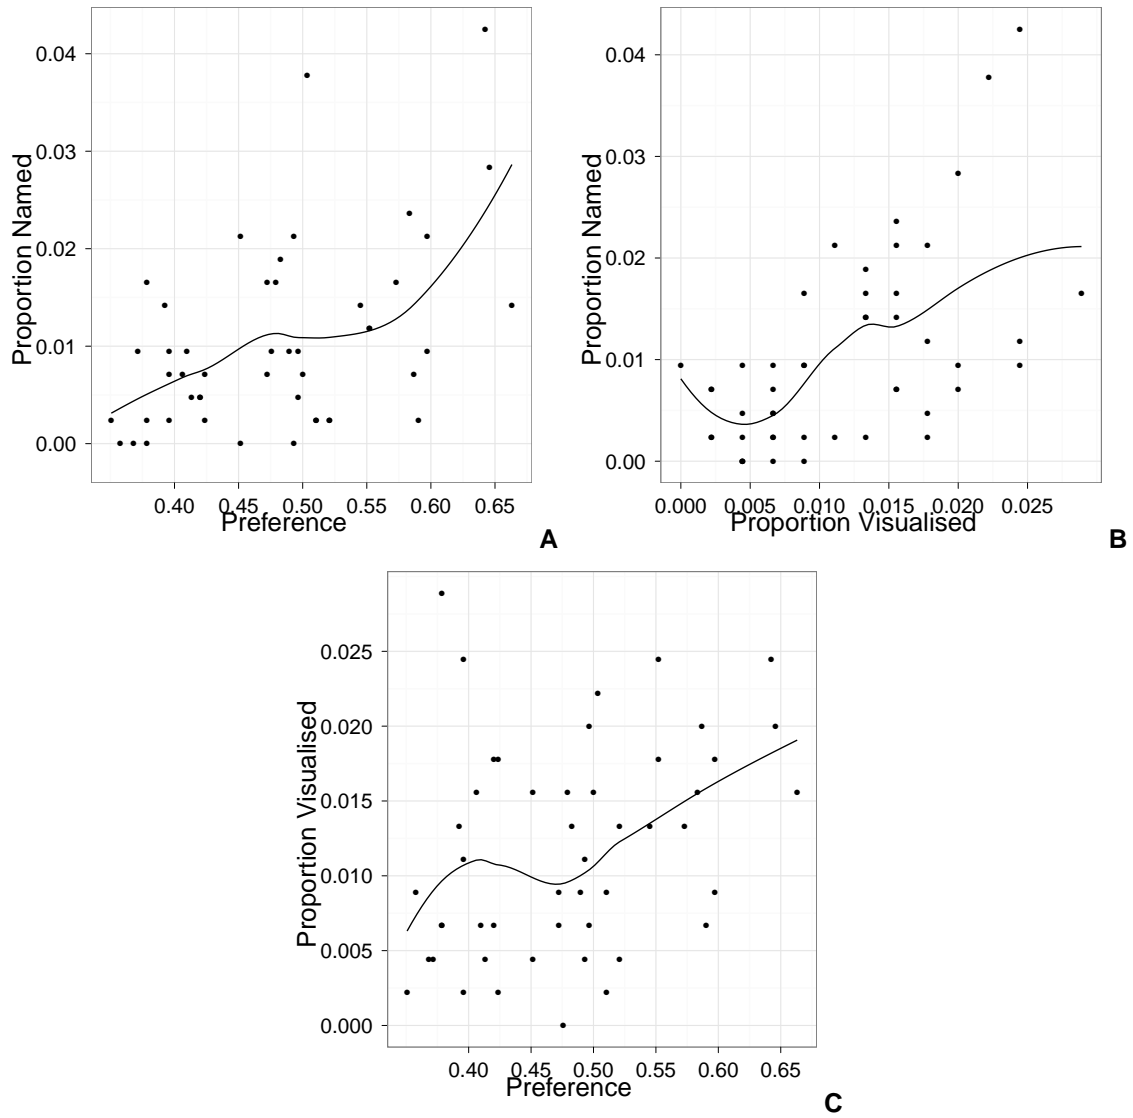 0.04
0.03
0.02
0.01
0.00
Proportion Named
0.40 0.45 0.50 0.55 0.60 0.65
Preference
A
0.04
0.03
0.02
0.01
0.00
Proportion Named
0.000 0.005 0.010 0.015 0.020 0.025
Proportion Visualised
B
0.025
0.020
0.015
0.010
0.005
0.000
Proportion Visualised
0.40 0.45 0.50 0.55 0.60 0.65
Preference
C